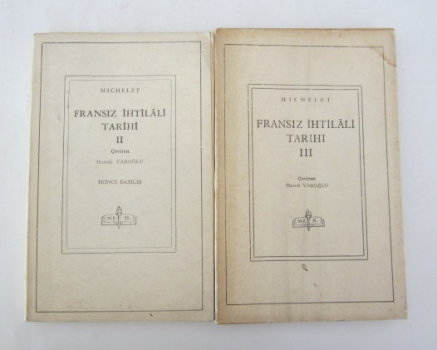 MICHELET
FRANSIZ İHTİLÂLİ
TARİHİ
II
Çeviren
Hamdi VAROĞLU
İKİNCİ BASILIŞ
M.E. B.
MICHELET
FRANSIZ İHTİLÂLİ
TARİHİ
III
Çeviren
Hamdi VAROĞLU
M.E. B.